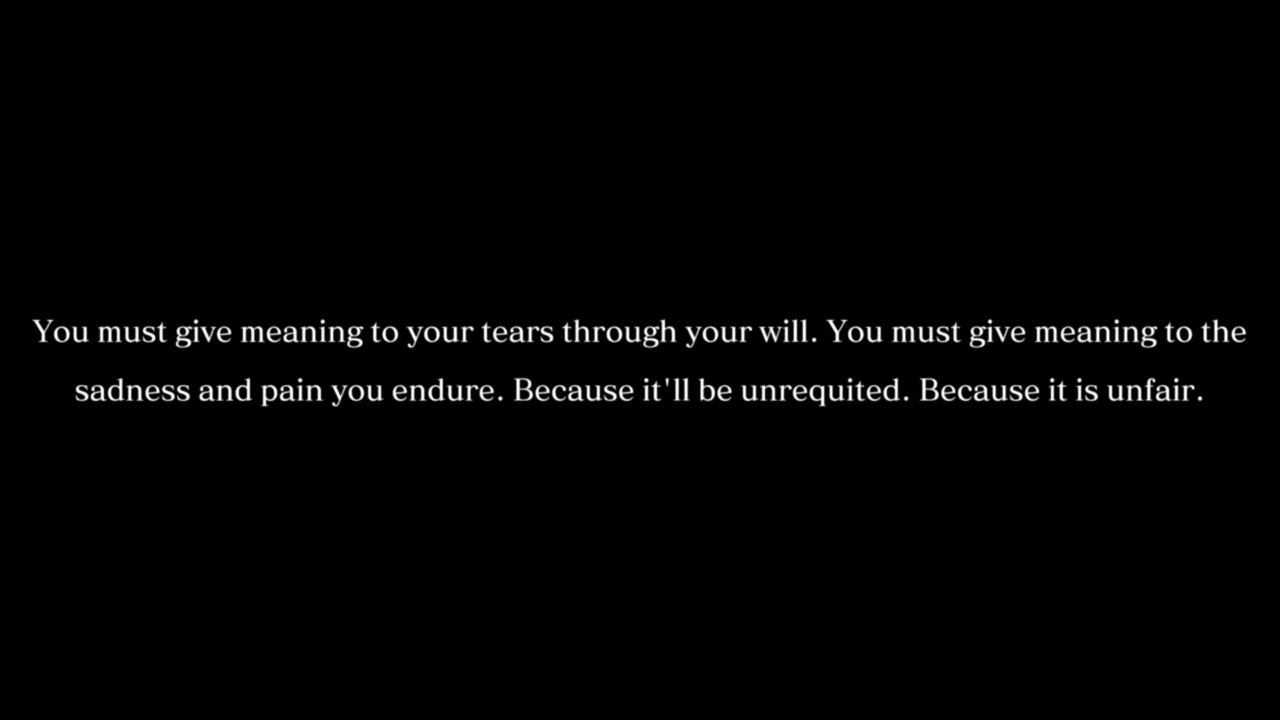 You must give meaning to your tears through your will. You must give meaning to the
sadness and pain you endure. Because it'll be unrequited. Because it is unfair.